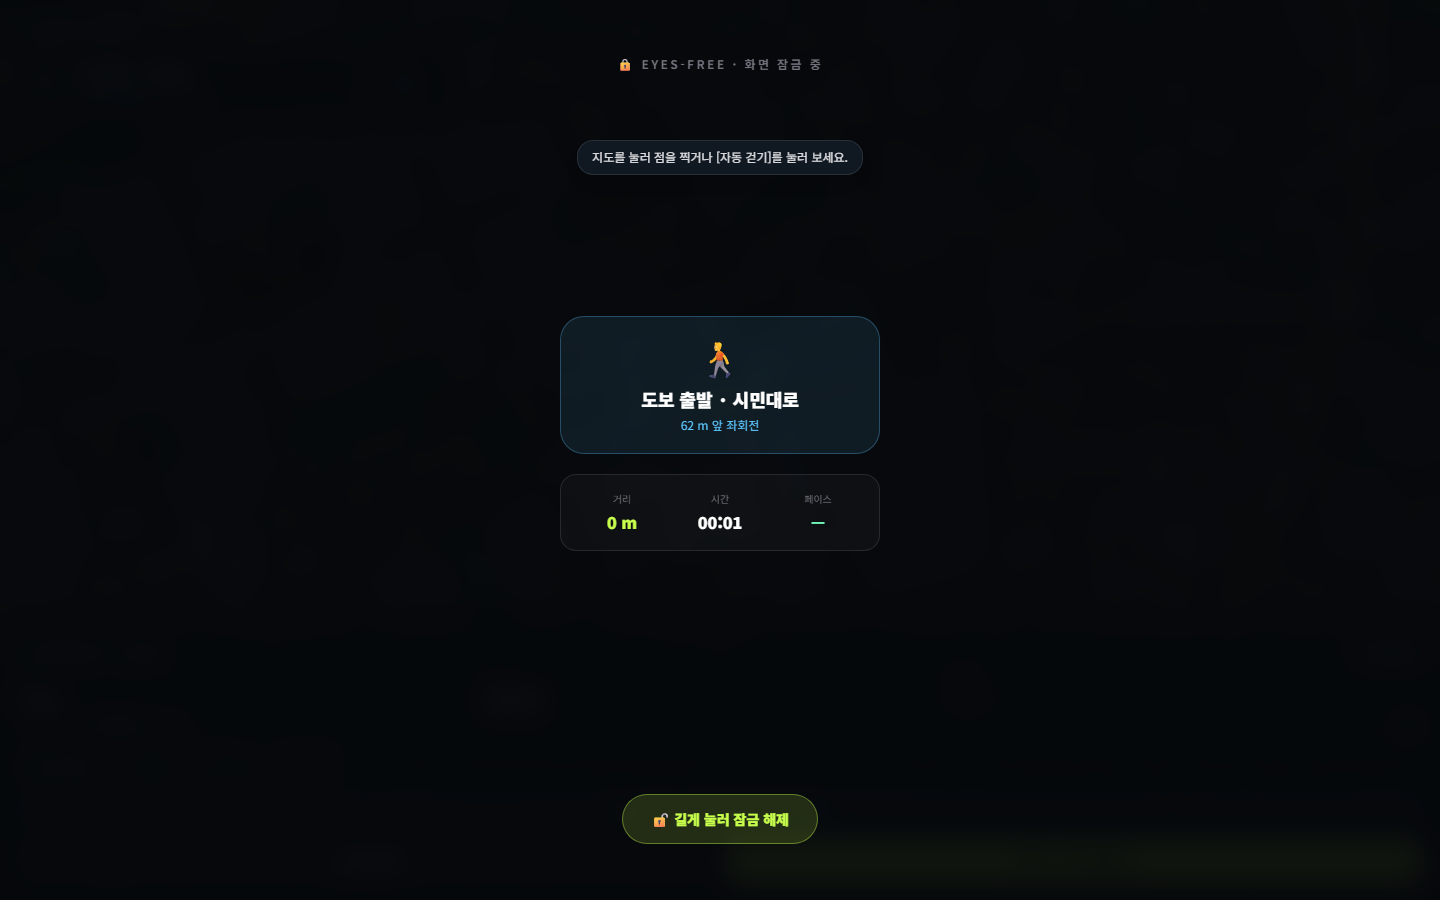 EYES-FREE · 화면 잠금 중
지도를 눌러 점을 찍거나 [자동 걷기]를 눌러 보세요.
도보 출발 · 시민대로
62 m 앞 좌회전
거리 시간 페이스
0 m 00:01 —
길게 눌러 잠금 해제